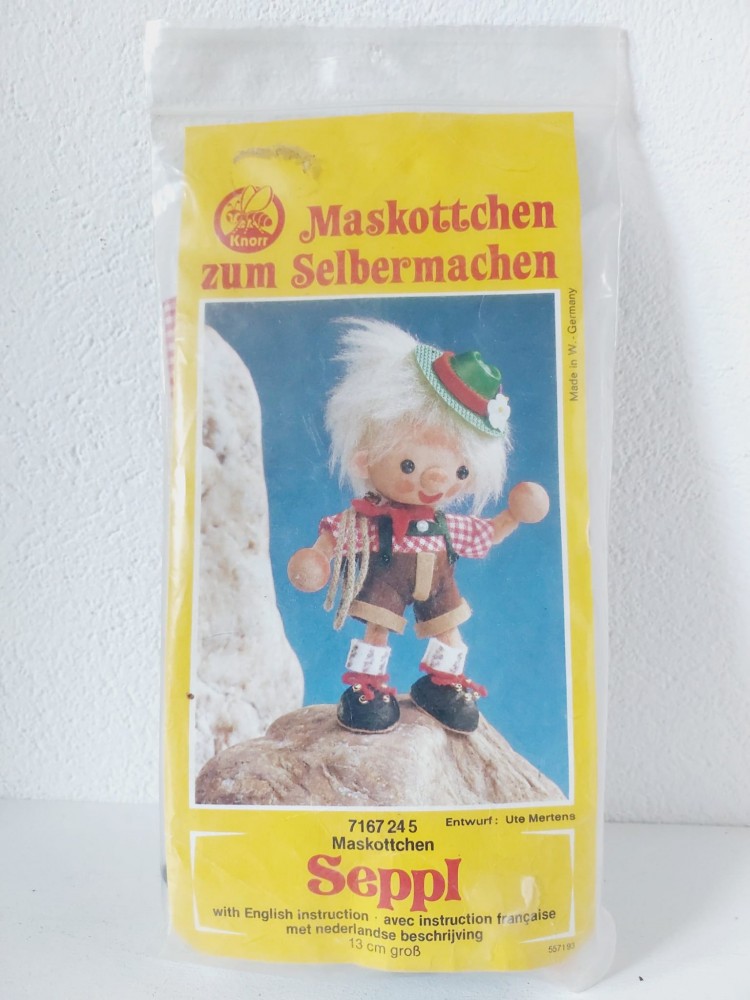 Knorr
Maskottchen
zum Selbermachen
Made in W.-Germany
7167 24 5
Entwurf: Ute Mertens
Maskottchen
Seppl
with English instruction · avec instruction française
met nederlandse beschrijving
13 cm groß
557193